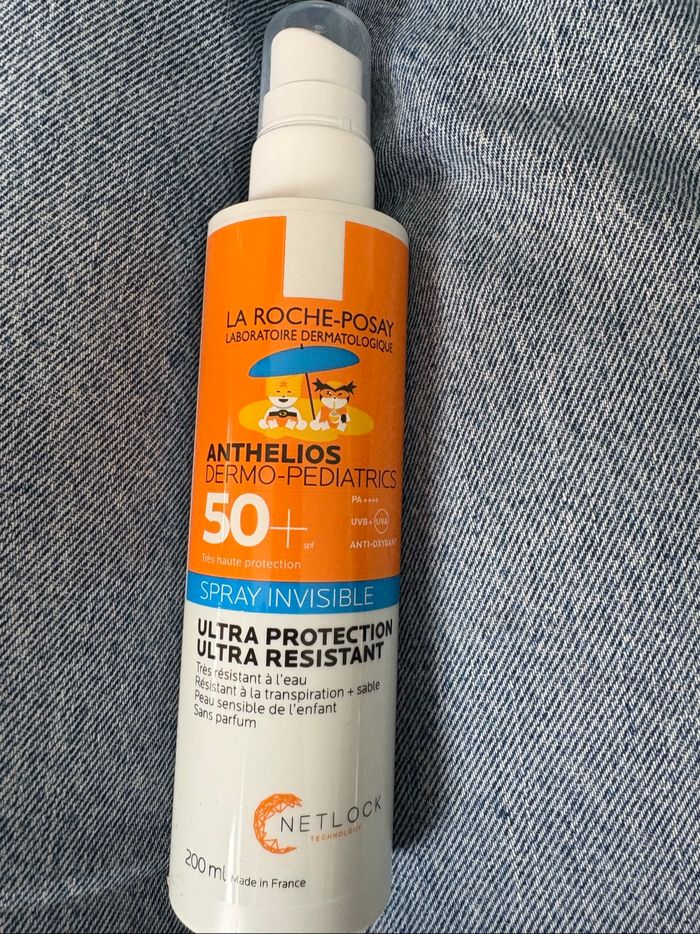 LA ROCHE-POSAY
LABORATOIRE DERMATOLOGIQUE
ANTHELIOS
DERMO-PEDIATRICS
50+ spf
PA++++
UVB+UVA
ANTI-OXYDANT
Très haute protection
SPRAY INVISIBLE
ULTRA PROTECTION
ULTRA RESISTANT
Très résistant à l'eau
Résistant à la transpiration + sable
Peau sensible de l'enfant
Sans parfum
NETLOCK
TECHNOLOGY
200 ml Made in France